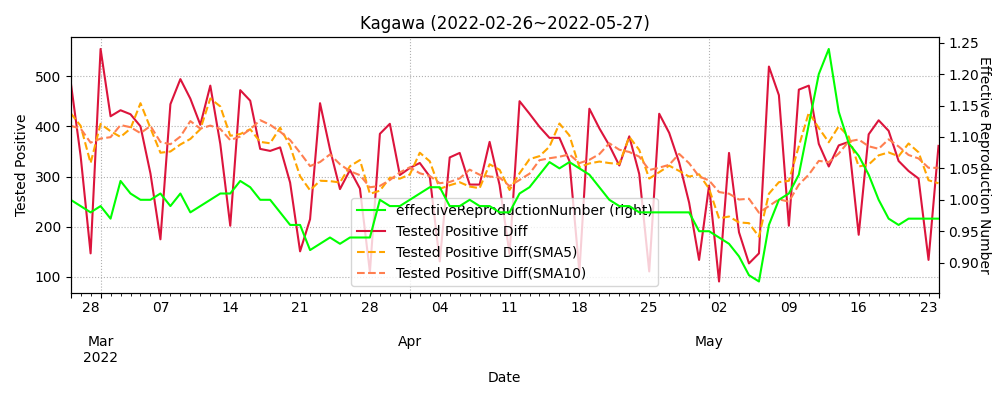 Kagawa (2022-02-26~2022-05-27)
Tested Positive
500
400
300
200
100
1.25
1.20
1.15
1.10
1.05
1.00
0.95
0.90
Effective Reproduction Number
effectiveReproductionNumber (right)
Tested Positive Diff
Tested Positive Diff(SMA5)
Tested Positive Diff(SMA10)
28 07 14 21 28 04 11 18 25 02 09 16 23
Mar Apr May
2022
Date